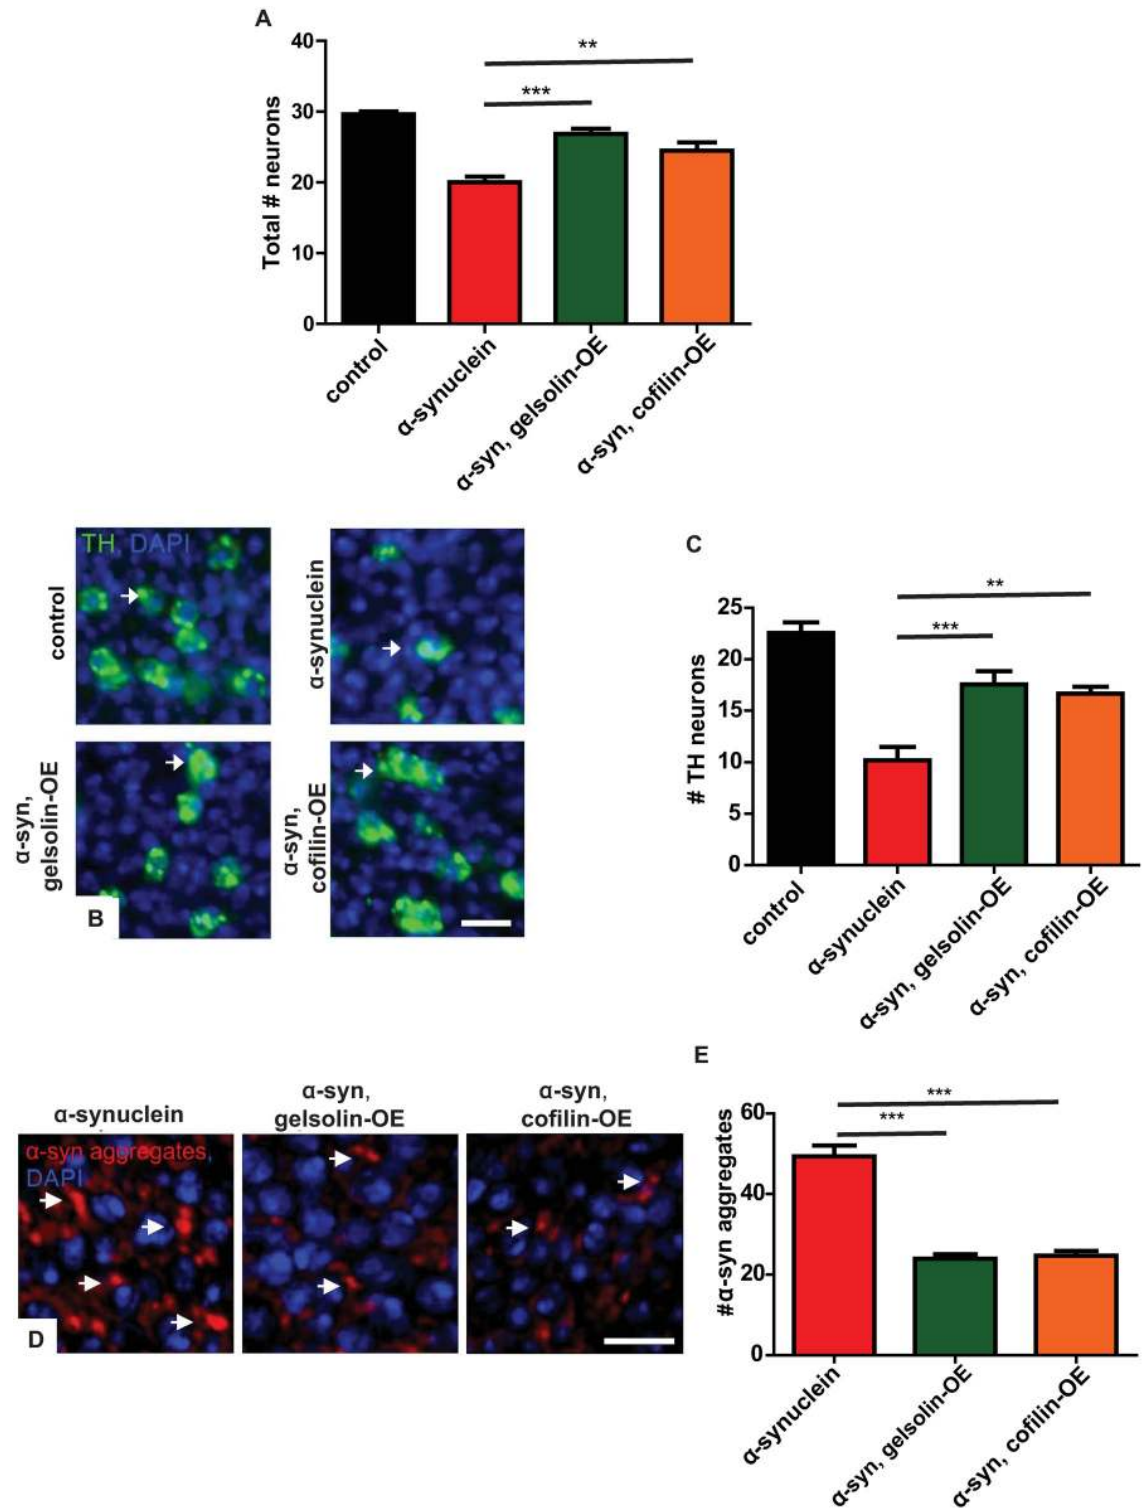 A
Total # neurons
40
30
20
10
0
**
***
control
α-synuclein
α-syn, gelsolin-OE
α-syn, cofilin-OE
B
control
TH, DAPI
α-synuclein
α-syn,
gelsolin-OE
α-syn,
cofilin-OE
C
# TH neurons
25
20
15
10
5
0
**
***
control
α-synuclein
α-syn, gelsolin-OE
α-syn, cofilin-OE
D
α-synuclein
α-syn aggregates,
DAPI
α-syn,
gelsolin-OE
α-syn,
cofilin-OE
E
#α-syn aggregates
60
40
20
0
***
***
α-synuclein
α-syn, gelsolin-OE
α-syn, cofilin-OE